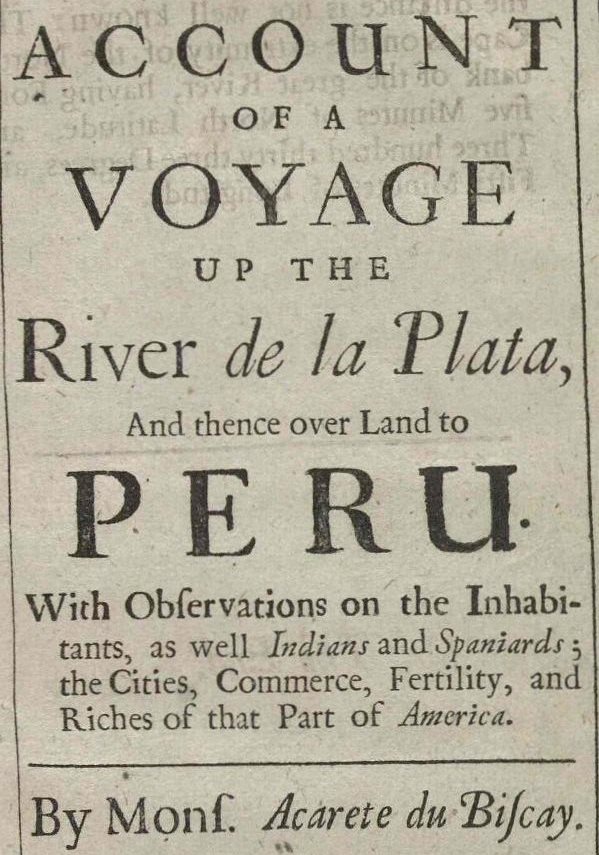 ACCOUNT
OF A
VOYAGE
UP THE
River de la Plata,
And thence over Land to
PERU.
With Obſervations on the Inhabi-
tants, as well Indians and Spaniards;
the Cities, Commerce, Fertility, and
Riches of that Part of America.
By Monſ. Acarete du Biſcay.